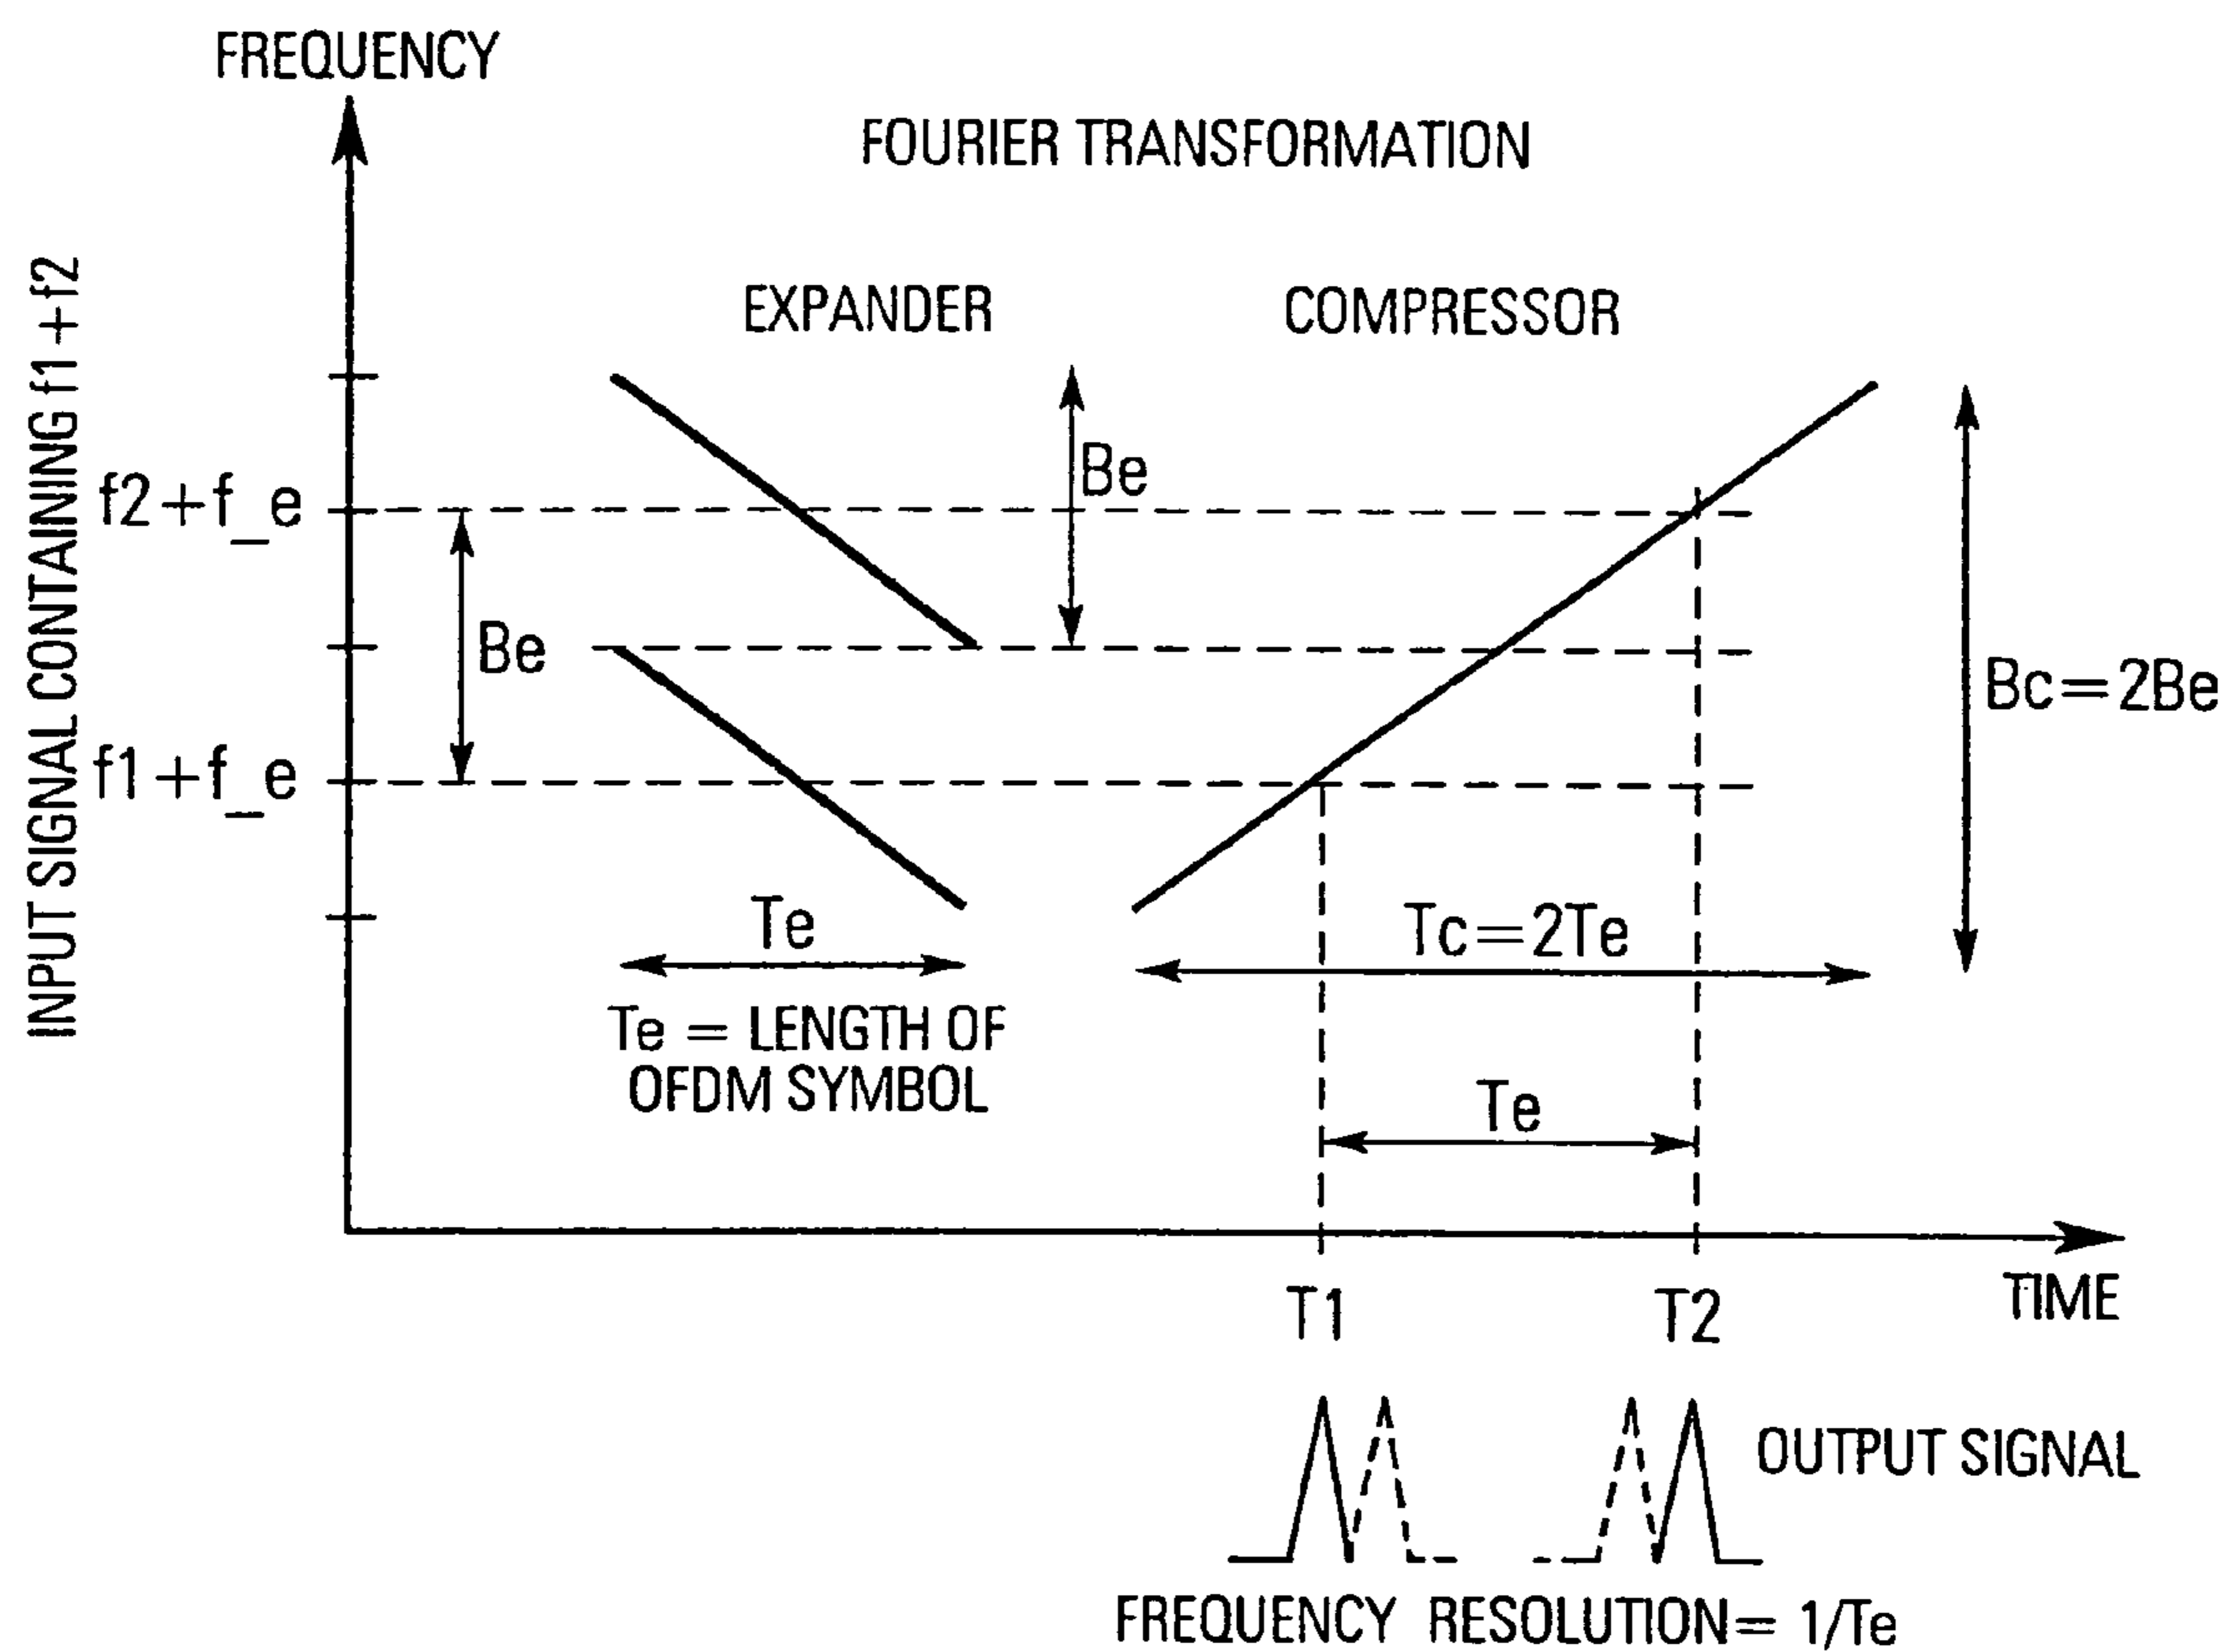 FREQUENCY
FOURIER TRANSFORMATION
EXPANDER
COMPRESSOR
INPUT SIGNAL CONTAINING f1+f2
f2+f_e
Be
Be
f1+f_e
Bc=2Be
Te
Tc=2Te
Te = LENGTH OF
OFDM SYMBOL
Te
T1
T2
TIME
OUTPUT SIGNAL
FREQUENCY RESOLUTION= 1/Te